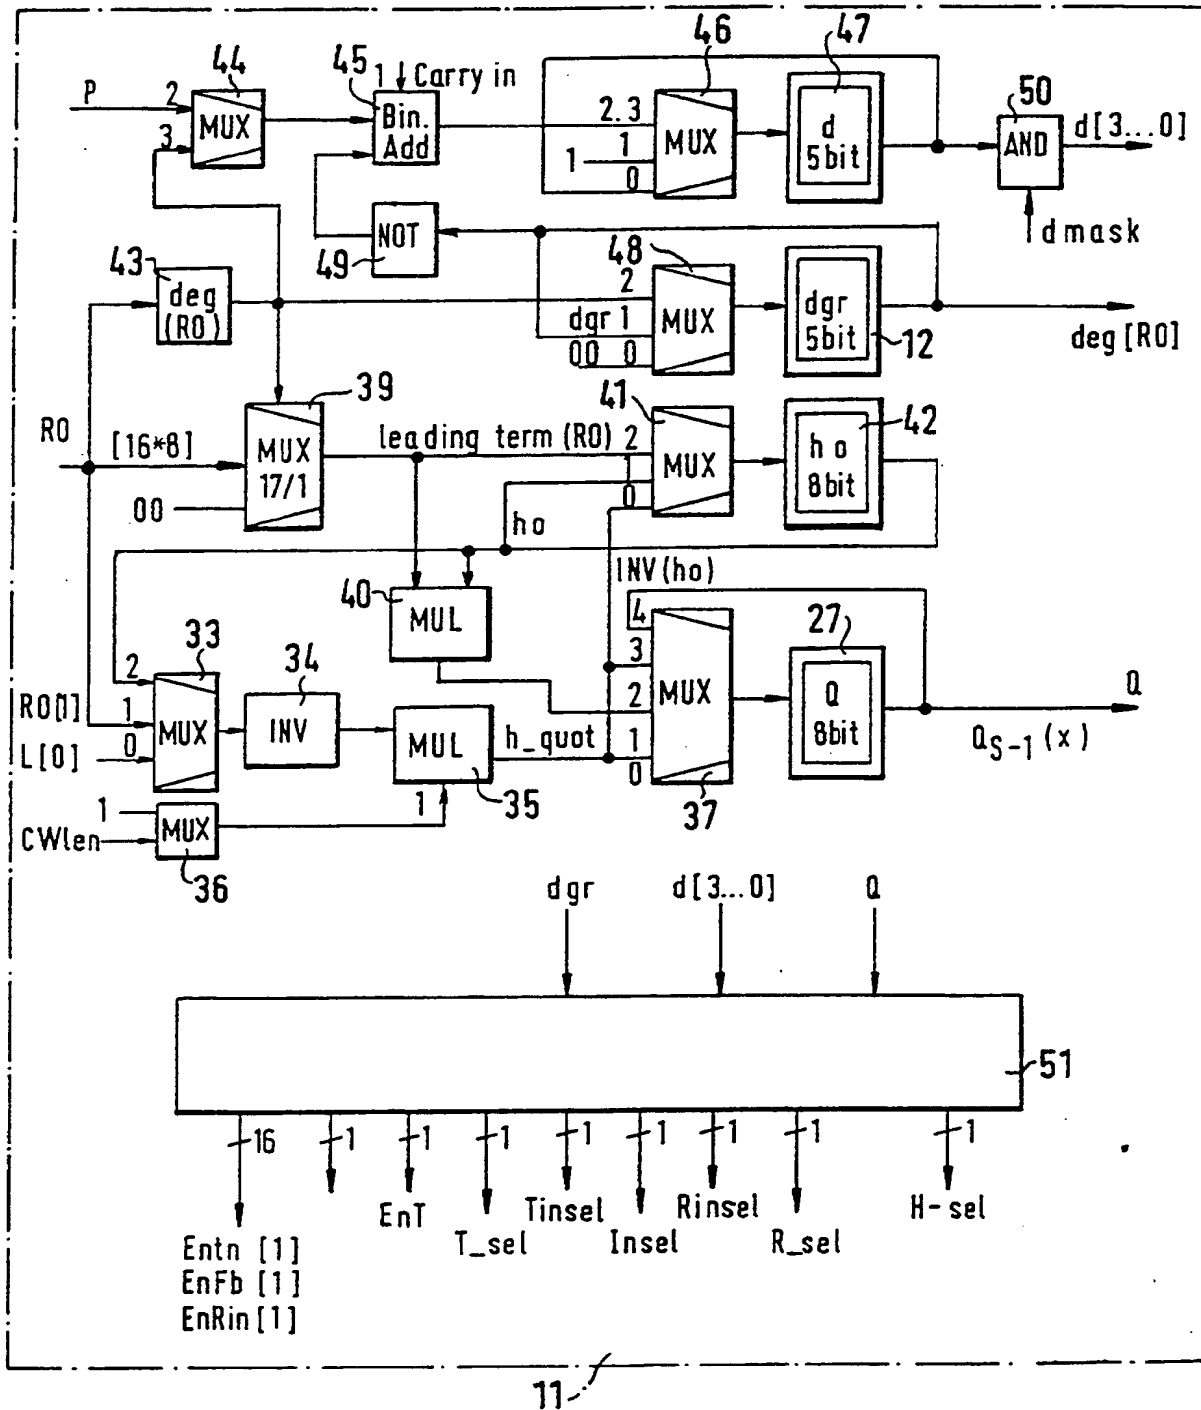 44
45
1
Carry in
46
47
50
P
2
MUX
3
Bin.
Add
2.3
1
1
0
MUX
d
5bit
AND
d[3...0]
d mask
NOT
49
48
43
deg
(R0)
2
dgr 1
00 0
MUX
dgr
5bit
12
deg [R0]
39
41
42
R0
[16*8]
MUX
17/1
00
leading term (R0)
2
0
MUX
ho
8bit
ho
40
MUL
INV(ho)
4
3
2
1
0
MUX
37
27
Q
8bit
Q
QS-1 (x)
33
2
R0[1]
1
L[0]
0
MUX
34
INV
MUL
35
h_quot
1
1
CWlen
MUX
36
dgr
d[3...0]
Q
51
16
1
1
1
1
1
1
1
1
EnT
T_sel
Tinsel
Insel
Rinsel
R_sel
H-sel
Entn [1]
EnFb [1]
EnRin [1]
11